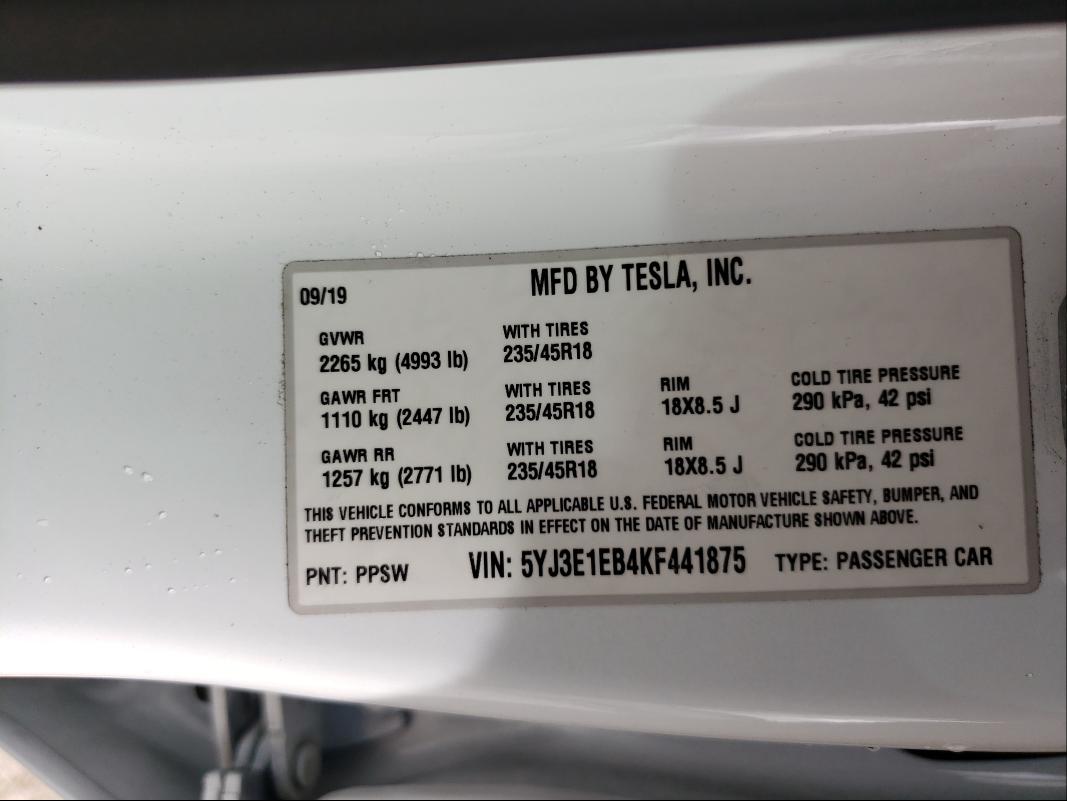 09/19 MFD BY TESLA, INC.
GVWR WITH TIRES
2265 kg (4993 lb) 235/45R18
GAWR FRT WITH TIRES RIM COLD TIRE PRESSURE
1110 kg (2447 lb) 235/45R18 18X8.5 J 290 kPa, 42 psi
GAWR RR WITH TIRES RIM COLD TIRE PRESSURE
1257 kg (2771 lb) 235/45R18 18X8.5 J 290 kPa, 42 psi
THIS VEHICLE CONFORMS TO ALL APPLICABLE U.S. FEDERAL MOTOR VEHICLE SAFETY, BUMPER, AND
THEFT PREVENTION STANDARDS IN EFFECT ON THE DATE OF MANUFACTURE SHOWN ABOVE.
PNT: PPSW VIN: 5YJ3E1EB4KF441875 TYPE: PASSENGER CAR